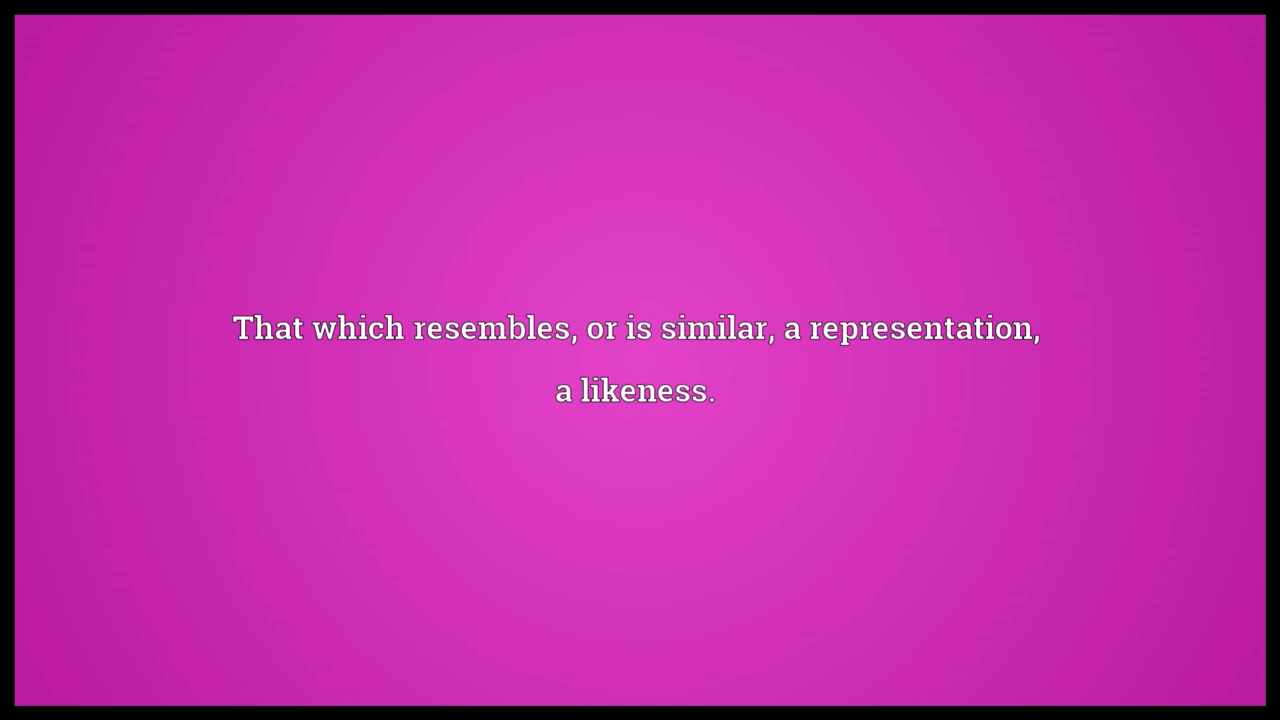 That which resembles, or is similar, a representation,
a likeness.